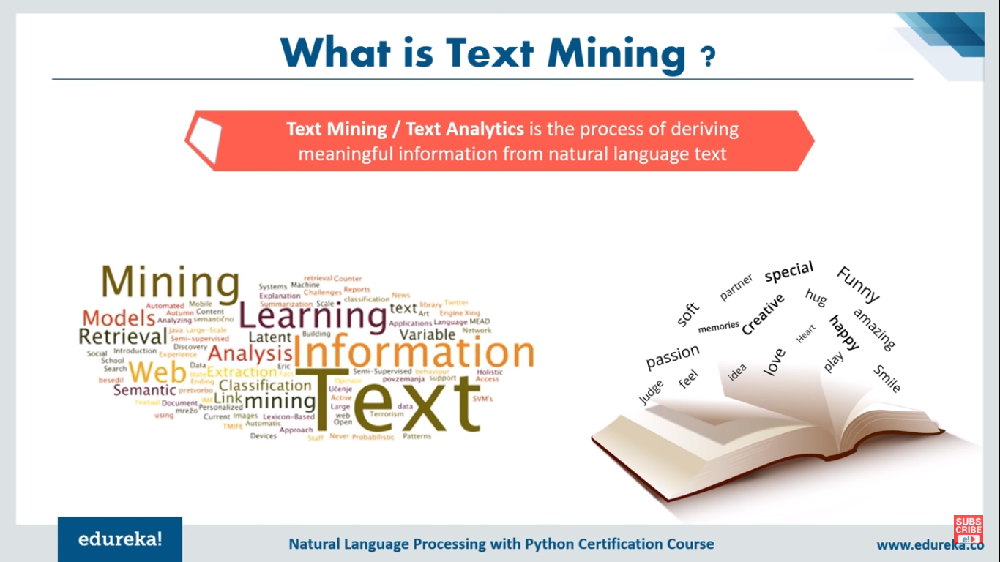 What is Text Mining ?
Text Mining / Text Analytics is the process of deriving
meaningful information from natural language text
Mining
retrieval Counter
Systems Machine
Explanation Challenges Reports
Summarization Scale classification News
Automated Mobile
Autumn Content
Models Analyzing semantično
Learning
text library Twitter
Art Engine Xing
Applications Language MEAD
Retrieval Java Large-Scale
Semi-supervised
Latent Building Variable Network
Social Introduction Discovery
Experience
School
Search
Analysis Information
Web Data
State Extraction Fact Eric
Semi-Supervised behaviour Holistic
besedil Ending Classification
Opinion povzemanja support Access
Semantic pretvorbo
Učenje
Text
Textual Document IMF Link mining
Active SVM's
using mrežo Personalized
Large data
Current Images Lexicon-Based
web Terrorism
TMIFE Automatic Open
Approach
Devices Staff Never Probabilistic Patterns
special
partner
Funny
soft
Creative
hug
memories
happy
amazing
Heart
passion
love
play
idea
feel
Judge
Smile
SUBS
CRIBE
e!
edureka!
Natural Language Processing with Python Certification Course
www.edureka.co